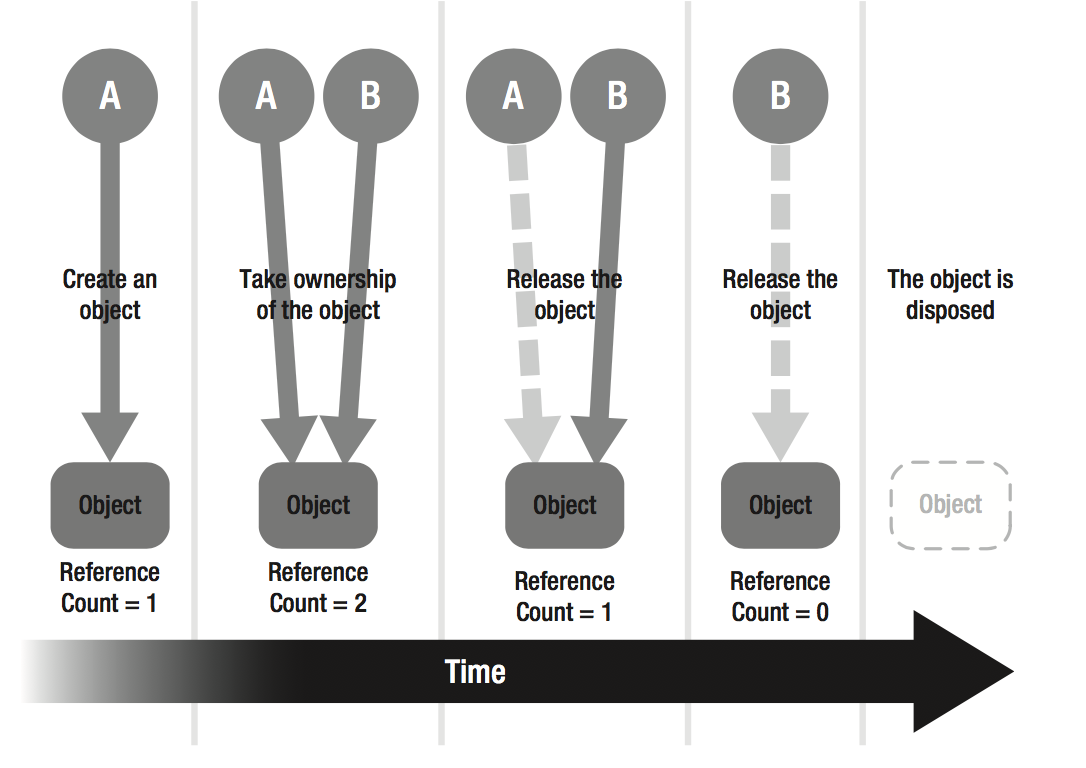 A
A
B
A
B
B
Create an
object
Take ownership
of the object
Release the
object
Release the
object
The object is
disposed
Object
Object
Object
Object
Object
Reference
Count = 1
Reference
Count = 2
Reference
Count = 1
Reference
Count = 0
Time